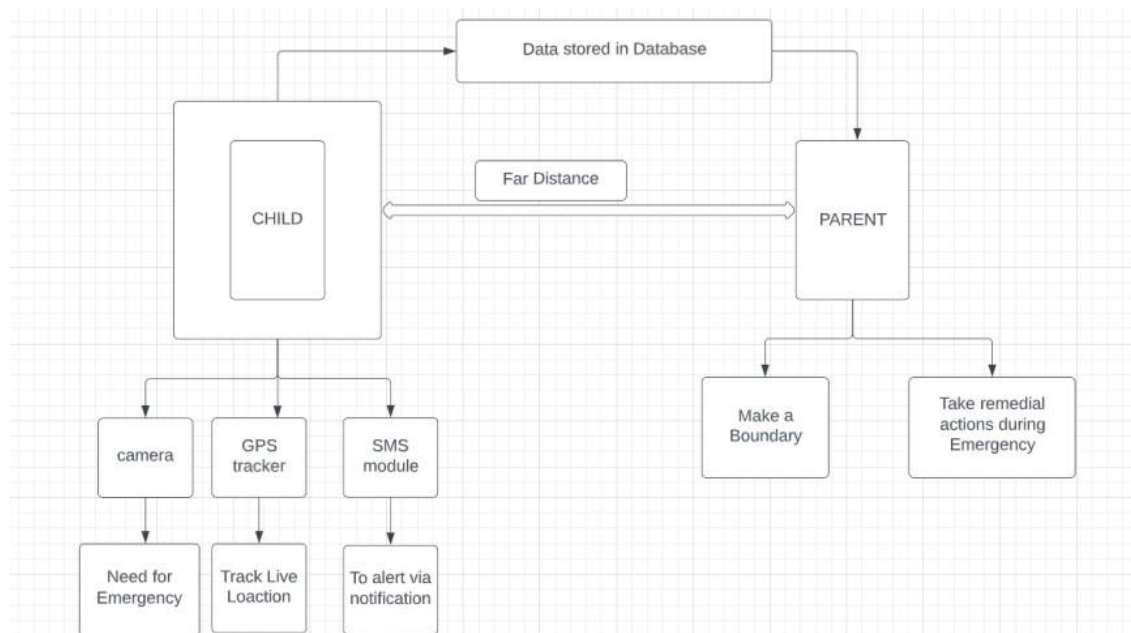 Data stored in Database
Far Distance
CHILD
PARENT
camera
GPS
tracker
SMS
module
Make a
Boundary
Take remedial
actions during
Emergency
Need for
Emergency
Track Live
Loaction
To alert via
notification